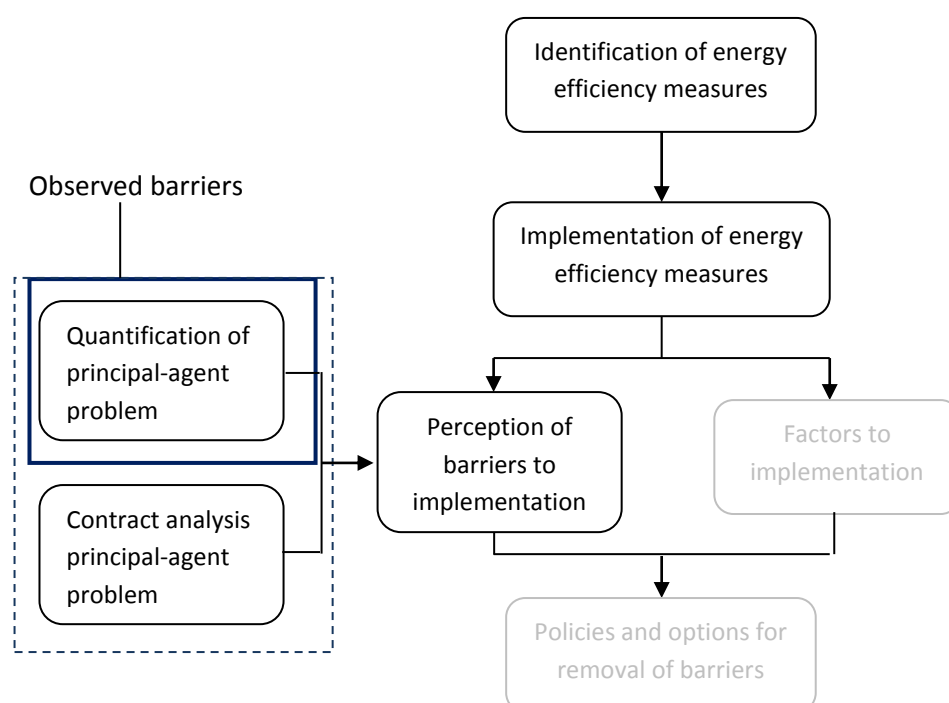 Identification of energy
efficiency measures
Observed barriers
Implementation of energy
efficiency measures
Quantification of
principal-agent
problem
Perception of
barriers to
implementation
Factors to
implementation
Contract analysis
principal-agent
problem
Policies and options for
removal of barriers